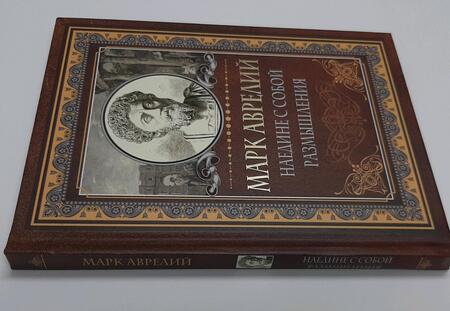 МАРК АВРЕЛИЙ
НАЕДИНЕ С СОБОЙ
РАЗМЫШЛЕНИЯ
МАРК АВРЕЛИЙ
НАЕДИНЕ С СОБОЙ
РАЗМЫШЛЕНИЯ